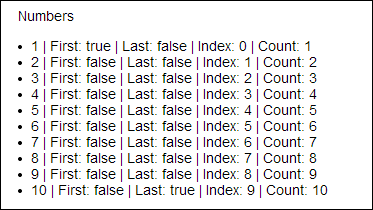 Numbers
• 1 | First: true | Last: false | Index: 0 | Count: 1
• 2 | First: false | Last: false | Index: 1 | Count: 2
• 3 | First: false | Last: false | Index: 2 | Count: 3
• 4 | First: false | Last: false | Index: 3 | Count: 4
• 5 | First: false | Last: false | Index: 4 | Count: 5
• 6 | First: false | Last: false | Index: 5 | Count: 6
• 7 | First: false | Last: false | Index: 6 | Count: 7
• 8 | First: false | Last: false | Index: 7 | Count: 8
• 9 | First: false | Last: false | Index: 8 | Count: 9
• 10 | First: false | Last: true | Index: 9 | Count: 10